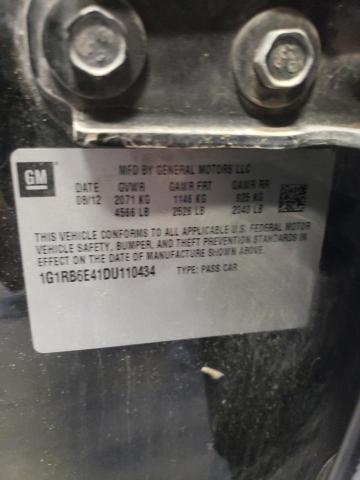 GM
MFD BY GENERAL MOTORS LLC
DATE GVWR GAWR FRT GAWR RR
08/12 2071 KG 1146 KG 925 KG
4566 LB 2526 LB 2040 LB
THIS VEHICLE CONFORMS TO ALL APPLICABLE U.S. FEDERAL MOTOR
VEHICLE SAFETY, BUMPER, AND THEFT PREVENTION STANDARDS IN
EFFECT ON THE DATE OF MANUFACTURE SHOWN ABOVE.
1G1RB6E41DU110434 TYPE: PASS CAR